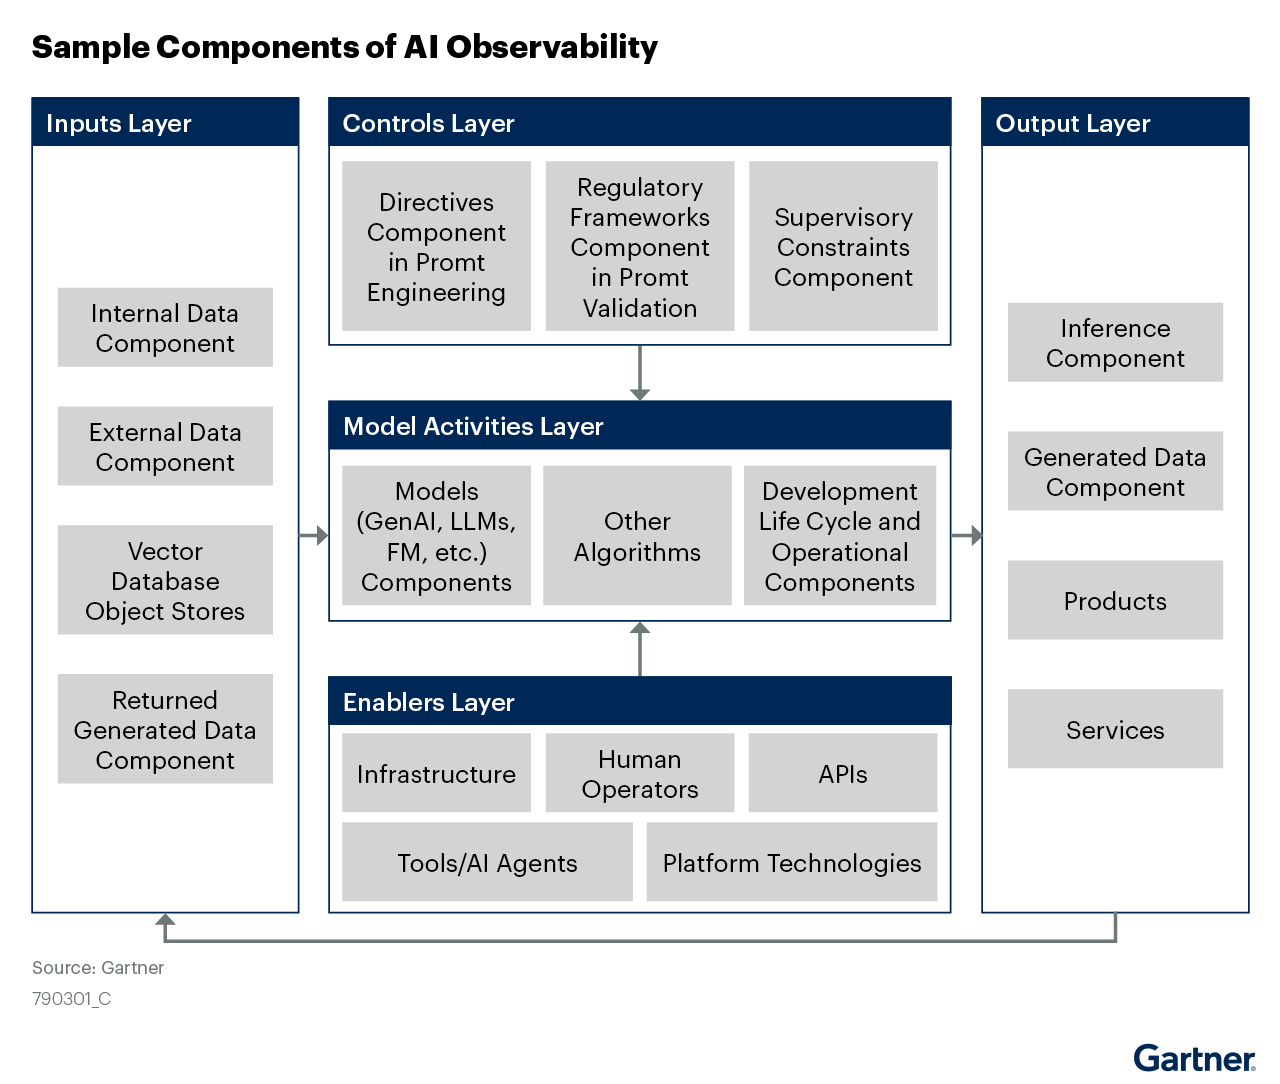 Sample Components of AI Observability
Inputs Layer
Internal Data
Component
External Data
Component
Vector
Database
Object Stores
Returned
Generated Data
Component
Controls Layer
Directives
Component
in Promt
Engineering
Regulatory
Frameworks
Component
in Promt
Validation
Supervisory
Constraints
Component
Model Activities Layer
Models
(GenAI, LLMs,
FM, etc.)
Components
Other
Algorithms
Development
Life Cycle and
Operational
Components
Enablers Layer
Infrastructure
Human
Operators
APIs
Tools/AI Agents
Platform Technologies
Output Layer
Inference
Component
Generated Data
Component
Products
Services
Source: Gartner
790301_C
Gartner®